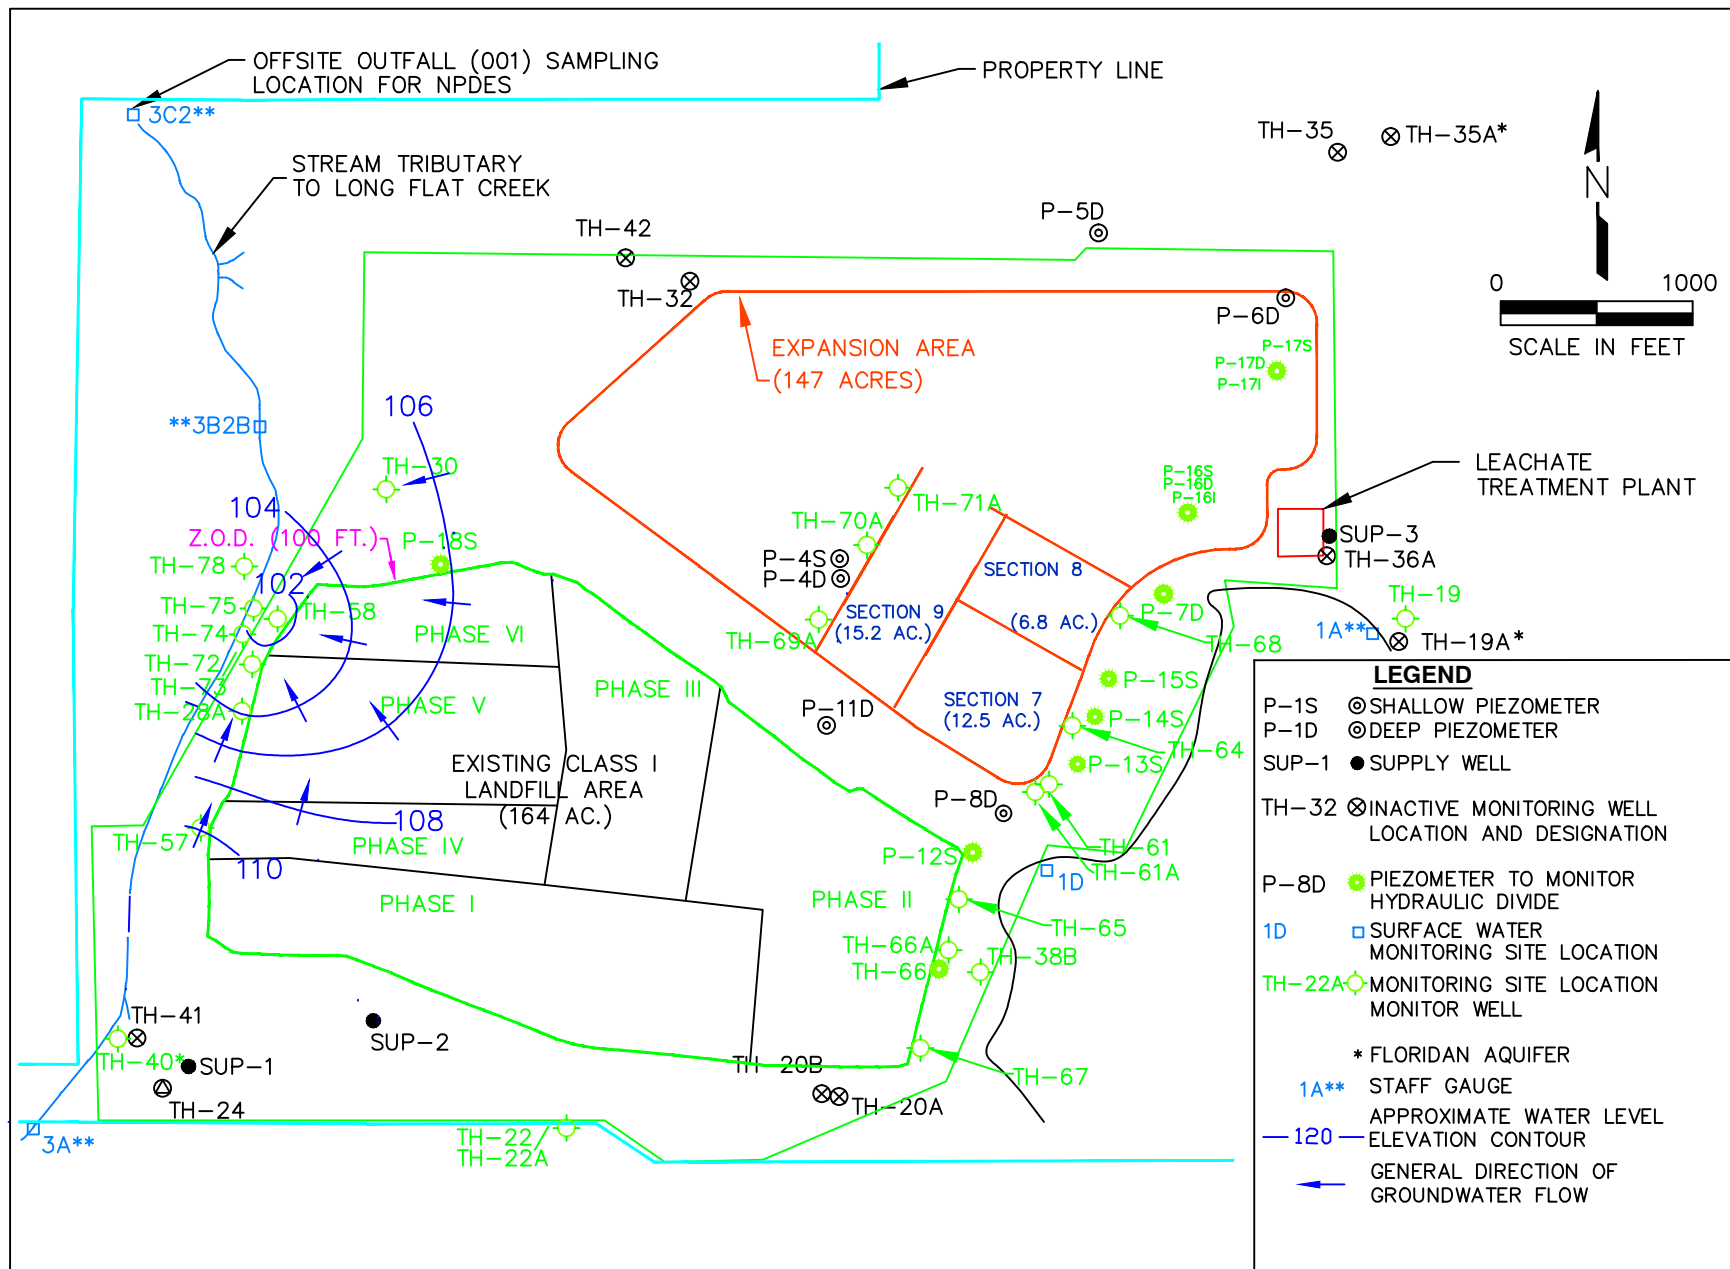 OFFSITE OUTFALL (001) SAMPLING
LOCATION FOR NPDES
PROPERTY LINE
3C2**
STREAM TRIBUTARY
TO LONG FLAT CREEK
TH-35
TH-35A*
N
0
1000
SCALE IN FEET
P-5D
TH-42
TH-32
P-6D
EXPANSION AREA
(147 ACRES)
P-17S
P-17D
P-17I
**3B2B
106
TH-30
104
Z.O.D. (100 FT.)
P-18S
TH-78
102
TH-75
TH-58
TH-74
TH-72
TH-73
TH-28A
TH-57
108
110
PHASE VI
PHASE V
PHASE III
PHASE IV
PHASE I
PHASE II
EXISTING CLASS I
LANDFILL AREA
(164 AC.)
TH-71A
TH-70A
P-4S
P-4D
TH-69A
P-11D
SECTION 8
(6.8 AC.)
SECTION 9
(15.2 AC.)
SECTION 7
(12.5 AC.)
P-16S
P-16D
P-16I
LEACHATE
TREATMENT PLANT
SUP-3
TH-36A
TH-19
1A**
TH-19A*
P-7D
TH-68
P-15S
P-14S
TH-64
P-13S
P-8D
TH-61
TH-61A
P-12S
1D
TH-65
TH-66A
TH-66
TH-38B
TH-67
TH-41
TH-40*
SUP-1
TH-24
SUP-2
3A**
TH-20B
TH-20A
TH-22
TH-22A
LEGEND
P-1S SHALLOW PIEZOMETER
P-1D DEEP PIEZOMETER
SUP-1 SUPPLY WELL
TH-32 INACTIVE MONITORING WELL
LOCATION AND DESIGNATION
P-8D PIEZOMETER TO MONITOR
HYDRAULIC DIVIDE
1D SURFACE WATER
MONITORING SITE LOCATION
TH-22A MONITORING SITE LOCATION
MONITOR WELL
* FLORIDAN AQUIFER
1A** STAFF GAUGE
APPROXIMATE WATER LEVEL
120 ELEVATION CONTOUR
GENERAL DIRECTION OF
GROUNDWATER FLOW